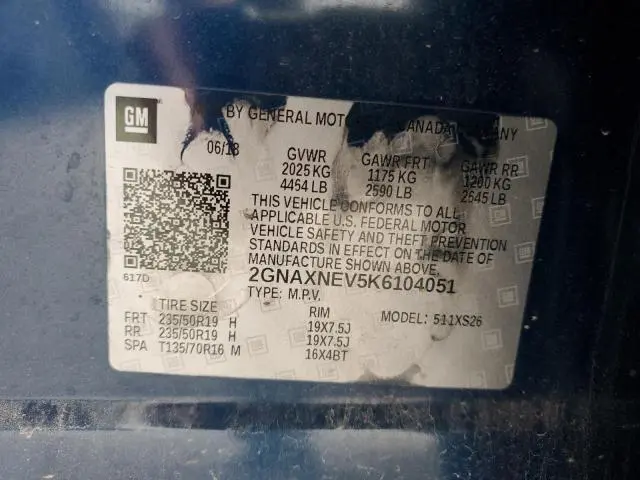 GM
BY GENERAL MOT CANADA ANY
06/18 GVWR GAWR FRT GAWR RR
2025 KG 1175 KG 1200 KG
4464 LB 2590 LB 2645 LB
THIS VEHICLE CONFORMS TO ALL
APPLICABLE U.S. FEDERAL MOTOR
VEHICLE SAFETY AND THEFT PREVENTION
STANDARDS IN EFFECT ON THE DATE OF
MANUFACTURE SHOWN ABOVE.
617D
2GNAXNEV5K6104051
TYPE: M.P.V.
TIRE SIZE RIM MODEL: 511XS26
FRT 235/50R19 H 19X7.5J
RR 235/50R19 H 19X7.5J
SPA T135/70R16 M 16X4BT